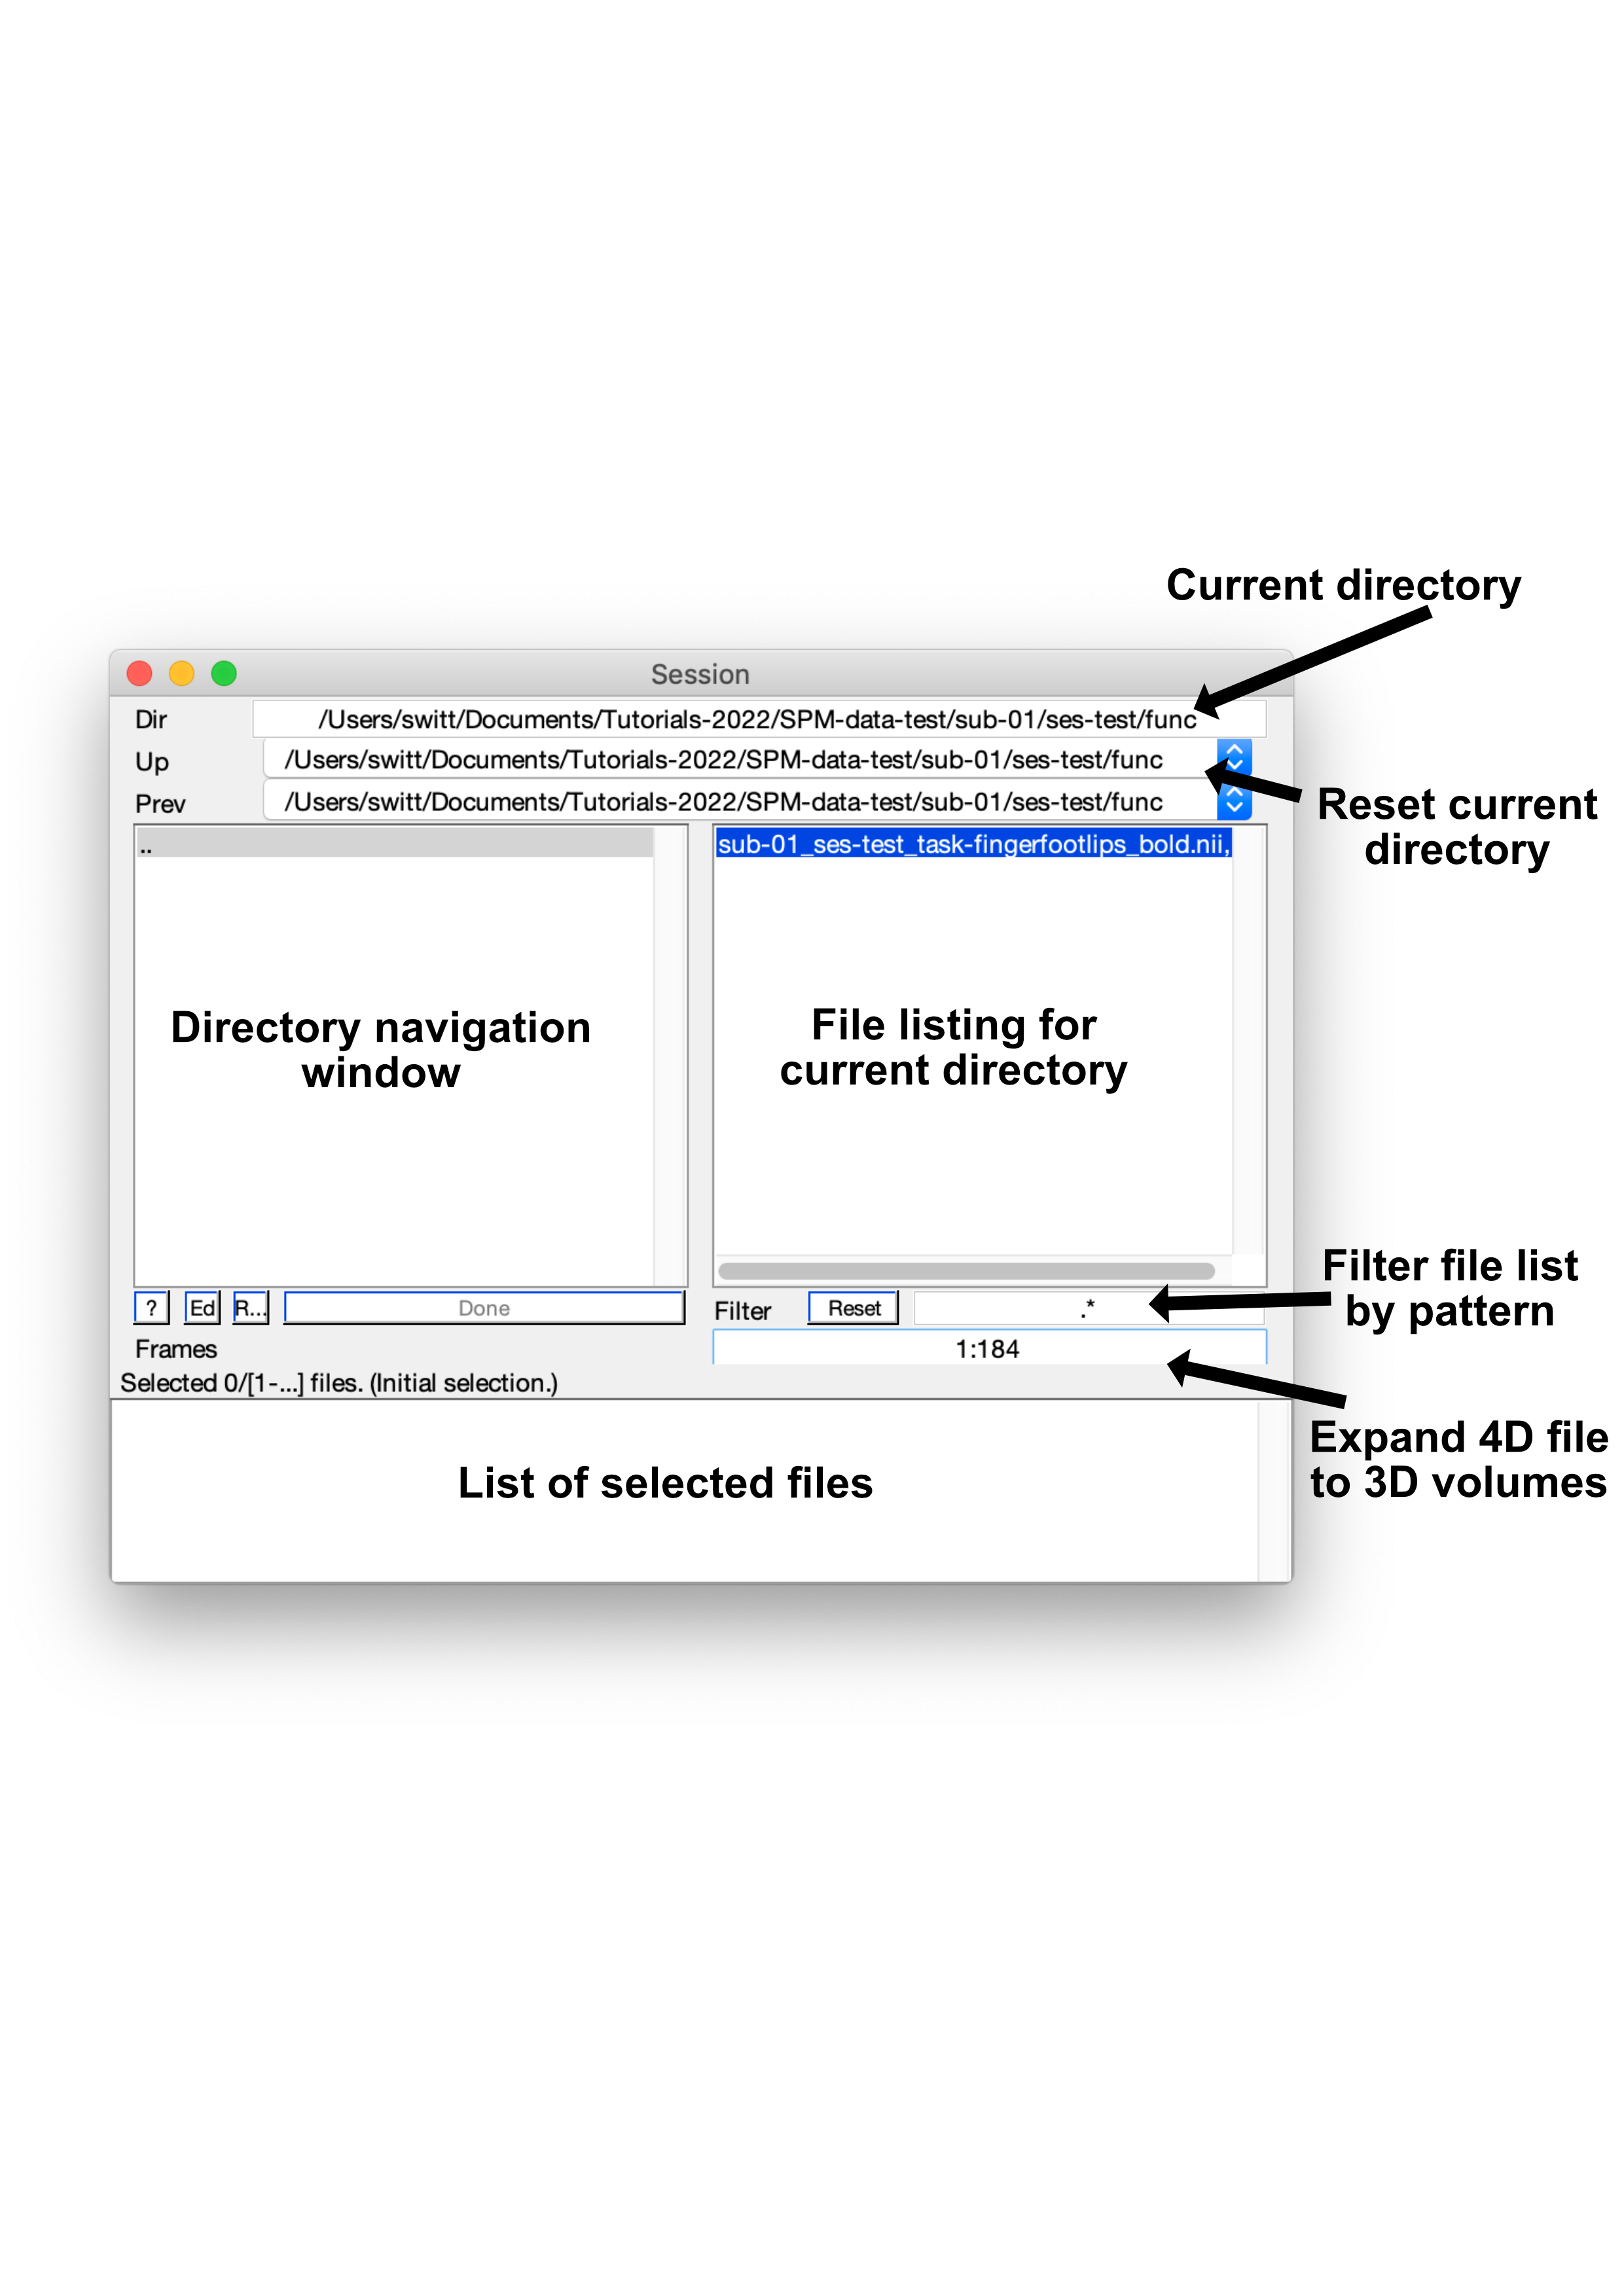 Current directory
Session
Dir
/Users/switt/Documents/Tutorials-2022/SPM-data-test/sub-01/ses-test/func
Up
/Users/switt/Documents/Tutorials-2022/SPM-data-test/sub-01/ses-test/func
Prev
/Users/switt/Documents/Tutorials-2022/SPM-data-test/sub-01/ses-test/func
Reset current
directory
..
sub-01_ses-test_task-fingerfootlips_bold.nii,
Directory navigation
window
File listing for
current directory
Filter file list
by pattern
?
Ed
R...
Done
Filter
Reset
.*
Frames
1:184
Selected 0/[1-...] files. (Initial selection.)
Expand 4D file
to 3D volumes
List of selected files